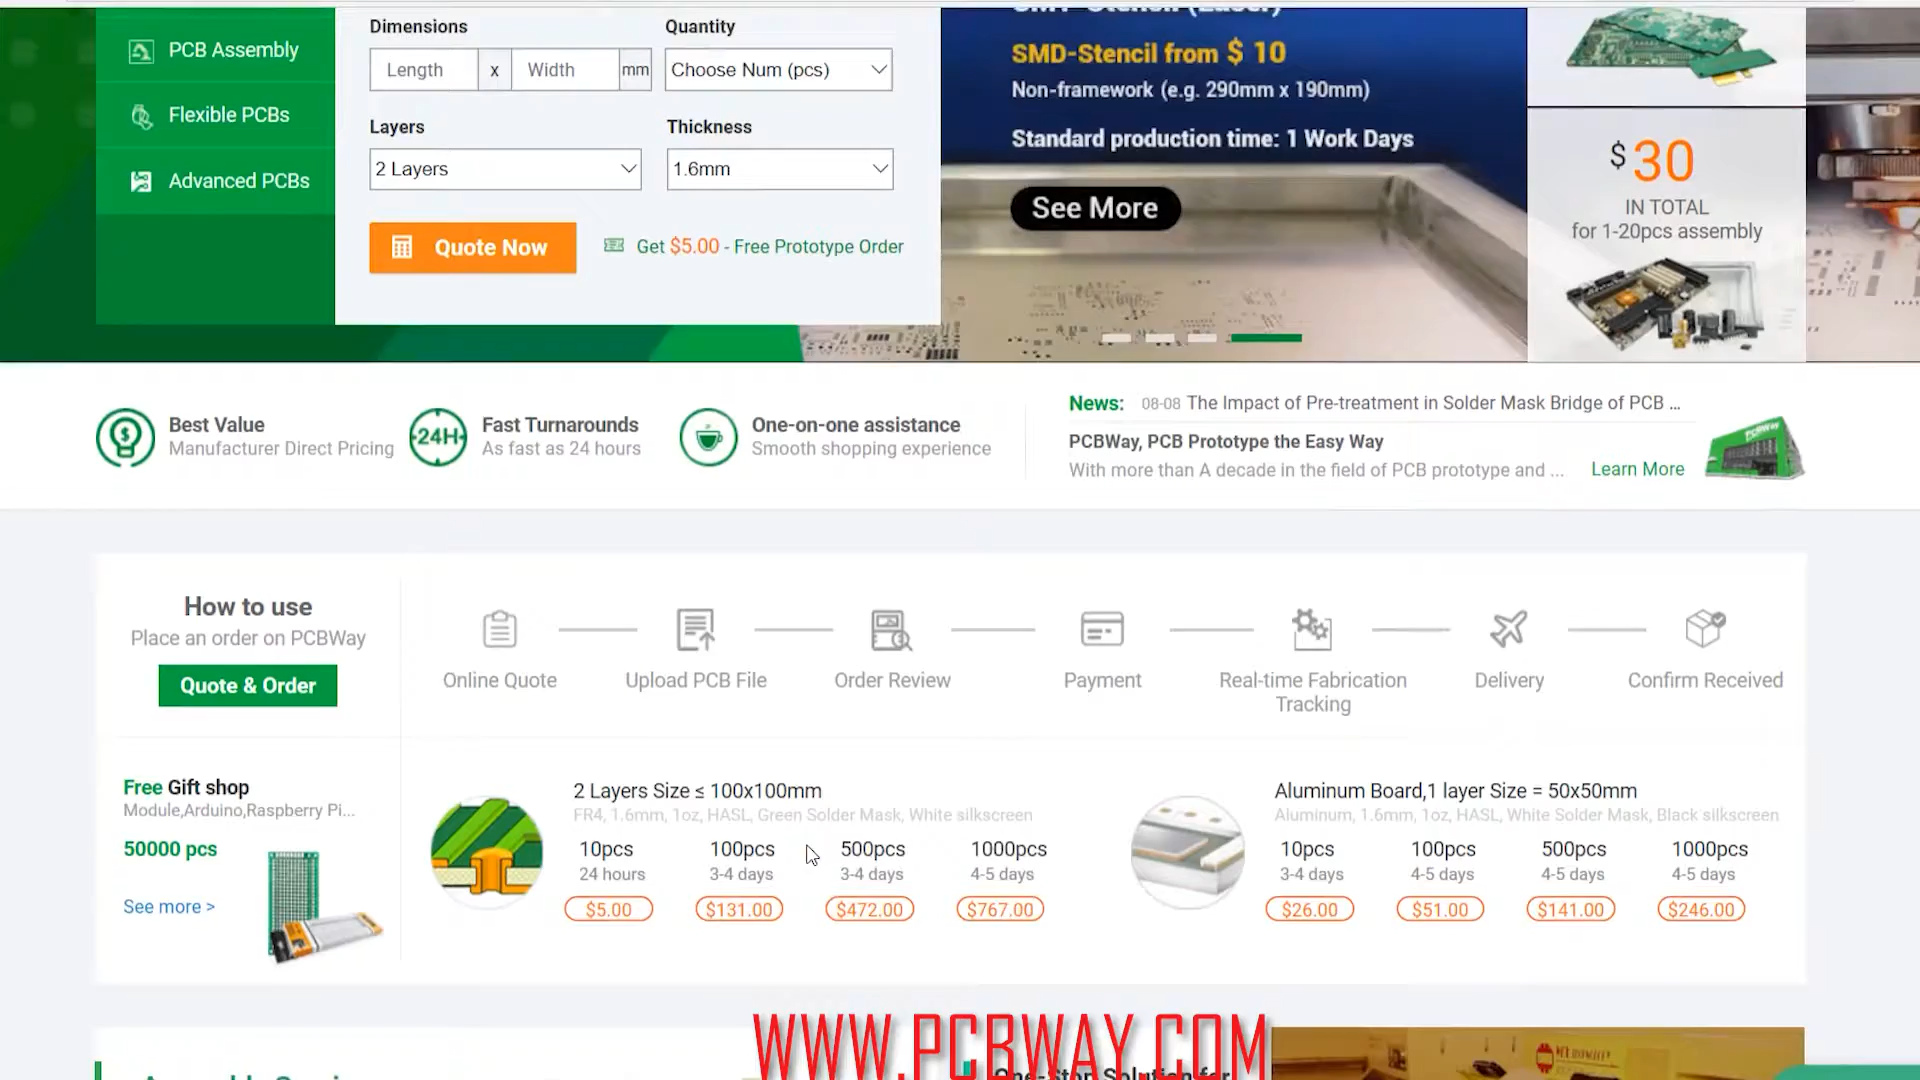 PCB Assembly
Flexible PCBs
Advanced PCBs
Dimensions
Length x Width mm
Quantity
Choose Num (pcs)
Layers
2 Layers
Thickness
1.6mm
Quote Now
Get $5.00 - Free Prototype Order
SMD-Stencil from $ 10
Non-framework (e.g. 290mm x 190mm)
Standard production time: 1 Work Days
See More
$30
IN TOTAL
for 1-20pcs assembly
Best Value
Manufacturer Direct Pricing
24H
Fast Turnarounds
As fast as 24 hours
One-on-one assistance
Smooth shopping experience
News: 08-08 The Impact of Pre-treatment in Solder Mask Bridge of PCB ...
PCBWay, PCB Prototype the Easy Way
With more than A decade in the field of PCB prototype and ... Learn More
PCBWay
How to use
Place an order on PCBWay
Quote & Order
Online Quote
Upload PCB File
Order Review
Payment
Real-time Fabrication
Tracking
Delivery
Confirm Received
Free Gift shop
Module,Arduino,Raspberry Pi...
50000 pcs
See more >
2 Layers Size ≤ 100x100mm
FR4, 1.6mm, 1oz, HASL, Green Solder Mask, White silkscreen
10pcs 100pcs 500pcs 1000pcs
24 hours 3-4 days 3-4 days 4-5 days
$5.00 $131.00 $472.00 $767.00
Aluminum Board,1 layer Size = 50x50mm
Aluminum, 1.6mm, 1oz, HASL, White Solder Mask, Black silkscreen
10pcs 100pcs 500pcs 1000pcs
3-4 days 4-5 days 4-5 days 4-5 days
$26.00 $51.00 $141.00 $246.00
WWW.PCBWAY.COM
One-Stop Solution for